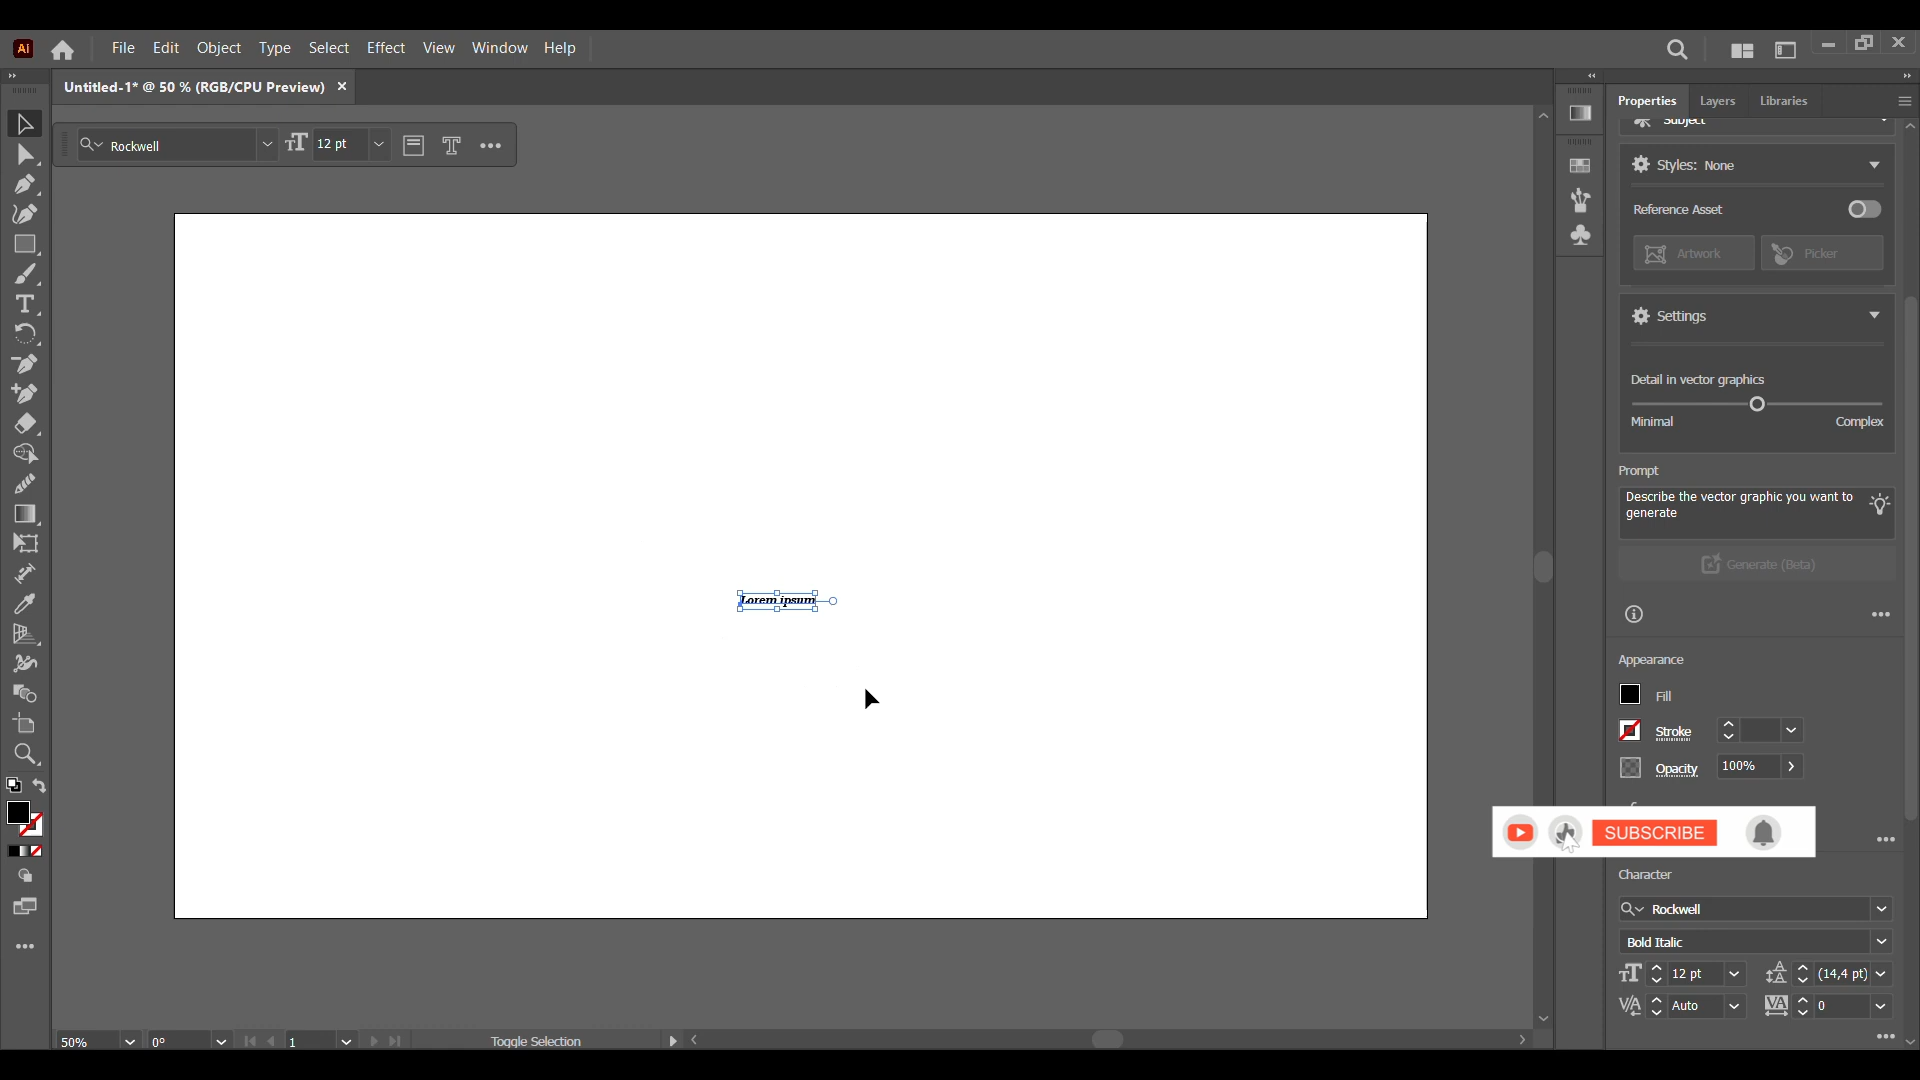 Ai File Edit Object Type Select Effect View Window Help
Untitled-1* @ 50 % (RGB/CPU Preview)
Properties Layers Libraries
Subject
Rockwell 12 pt
Styles: None
Reference Asset
Artwork Picker
Settings
Detail in vector graphics
Minimal Complex
Prompt
Describe the vector graphic you want to
generate
Generate (Beta)
Lorem ipsum
Appearance
Fill
Stroke
Opacity 100%
SUBSCRIBE
Character
Rockwell
Bold Italic
12 pt (14,4 pt)
Auto 0
50% 0° 1 Toggle Selection